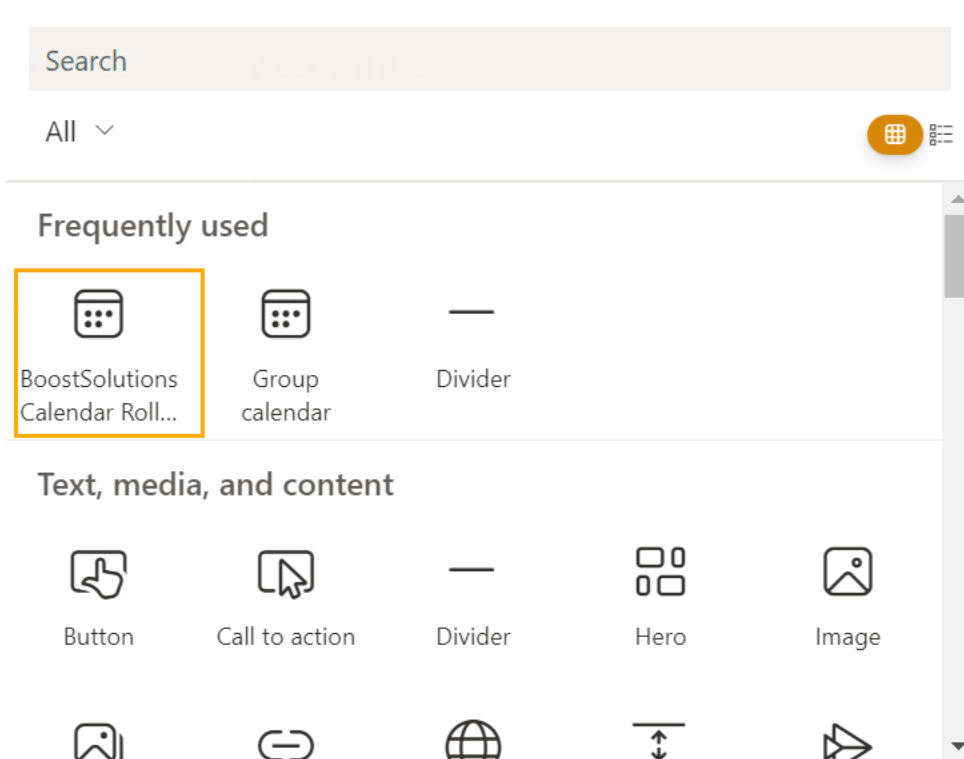 Search
All
Frequently used
BoostSolutions
Calendar Roll...
Group
calendar
Divider
Text, media, and content
Button
Call to action
Divider
Hero
Image